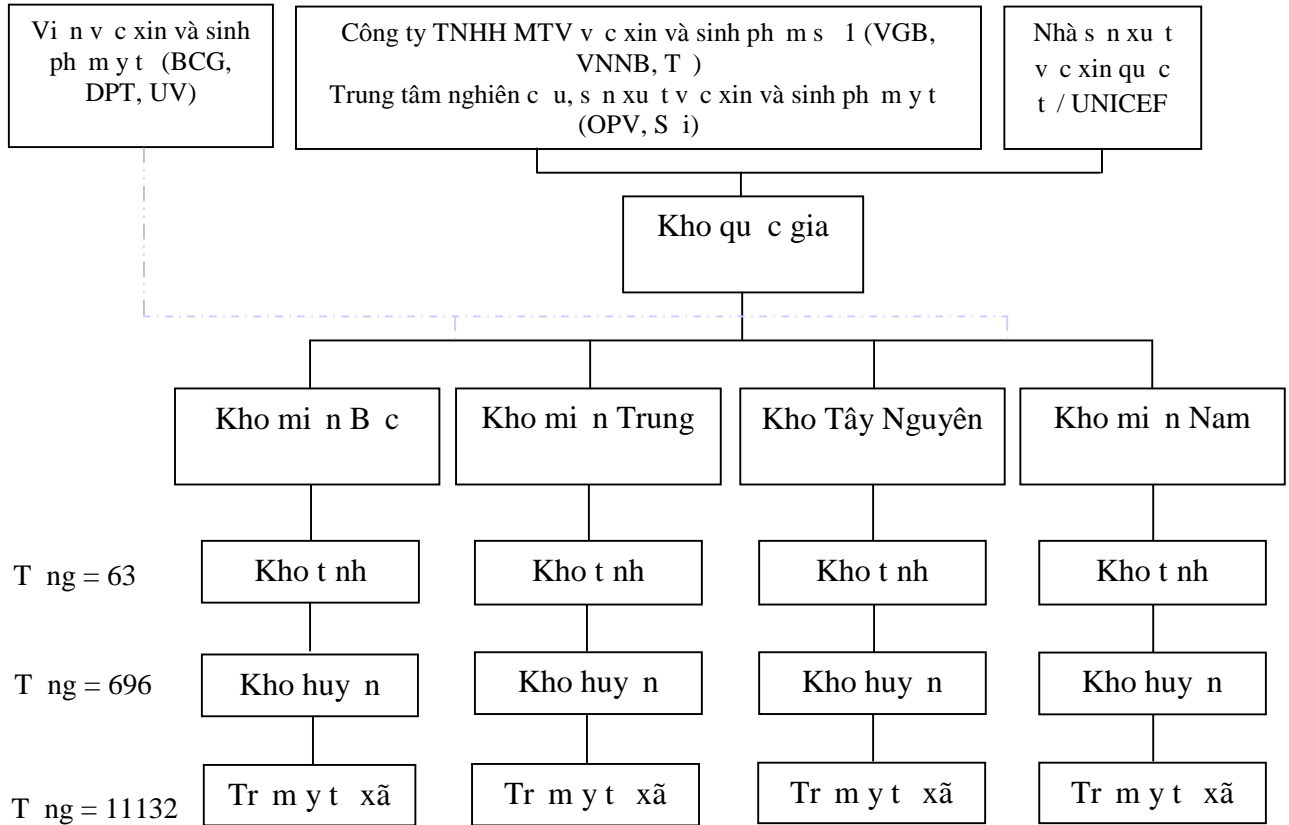 Vi n v c xin và sinh
ph m y t (BCG,
DPT, UV)
Công ty TNHH MTV v c xin và sinh ph m s 1 (VGB,
VNNB, T )
Trung tâm nghiên c u, s n xu t v c xin và sinh ph m y t
(OPV, S i)
Nhà s n xu t
v c xin qu c
t / UNICEF
Kho qu c gia
Kho mi n B c
Kho mi n Trung
Kho Tây Nguyên
Kho mi n Nam
T ng = 63
Kho t nh
Kho t nh
Kho t nh
Kho t nh
T ng = 696
Kho huy n
Kho huy n
Kho huy n
Kho huy n
T ng = 11132
Tr m y t xã
Tr m y t xã
Tr m y t xã
Tr m y t xã